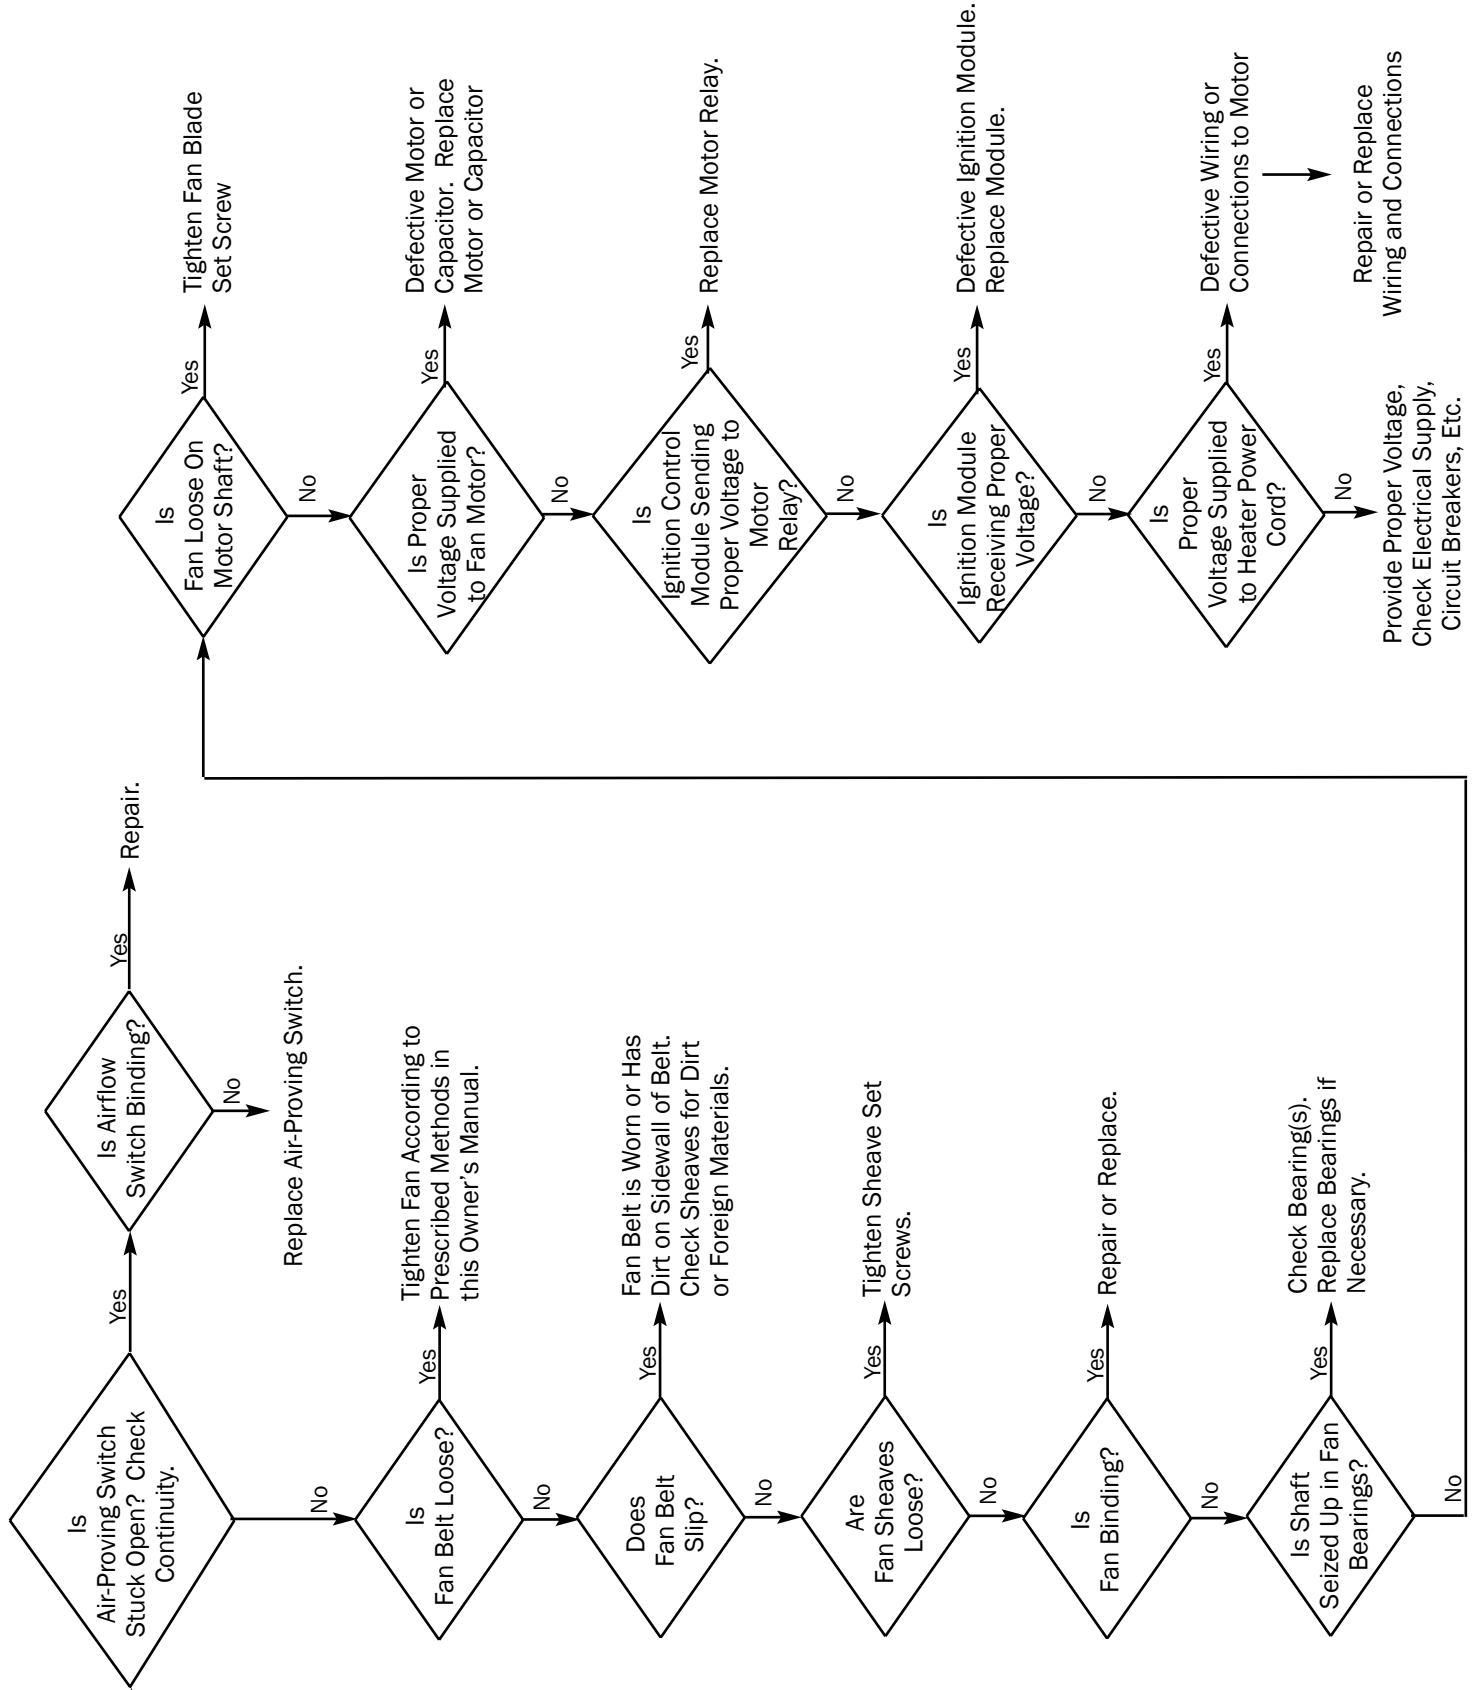 Is
Air-Proving Switch
Stuck Open?  Check
Continuity.
Yes
Is Airflow
Switch Binding?
Yes
Repair.
No
Replace Air-Proving Switch.
No
Is
Fan Belt Loose?
Yes
Tighten Fan According to
Prescribed Methods in
this Owner's Manual.
No
Does
Fan Belt
Slip?
Yes
Fan Belt is Worn or Has
Dirt on Sidewall of Belt.
Check Sheaves for Dirt
or Foreign Materials.
No
Are
Fan Sheaves
Loose?
Yes
Tighten Sheave Set
Screws.
No
Is
Fan Binding?
Yes
Repair or Replace.
No
Is Shaft
Seized Up in Fan
Bearings?
Yes
Check Bearing(s).
Replace Bearings if
Necessary.
No
Is
Fan Loose On
Motor Shaft?
Yes
Tighten Fan Blade
Set Screw
No
Is Proper
Voltage Supplied
to Fan Motor?
Yes
Defective Motor or
Capacitor.  Replace
Motor or Capacitor
No
Is
Ignition Control
Module Sending
Proper Voltage to
Motor
Relay?
Yes
Replace Motor Relay.
No
Is
Ignition Module
Receiving Proper
Voltage?
Yes
Defective Ignition Module.
Replace Module.
No
Is
Proper
Voltage Supplied
to Heater Power
Cord?
Yes
Defective Wiring or
Connections to Motor
Repair or Replace
Wiring and Connections
No
Provide Proper Voltage,
Check Electrical Supply,
Circuit Breakers, Etc.